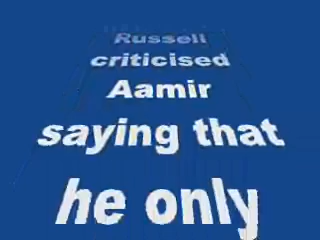 Russell
criticised
Aamir
saying that
he only